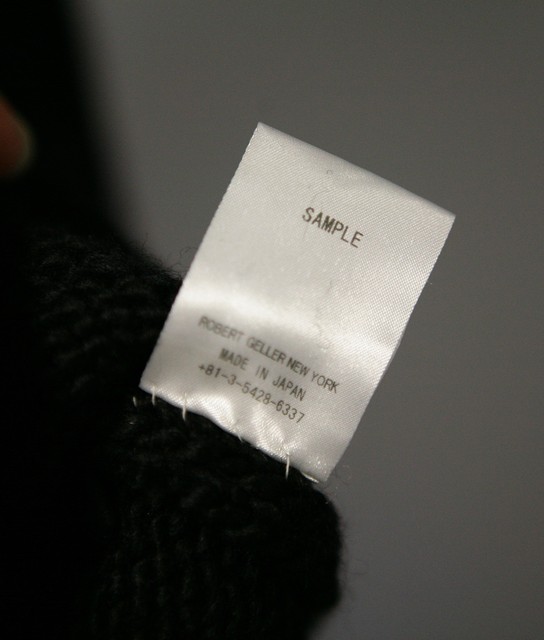 SAMPLE
ROBERT GELLER NEW YORK
MADE IN JAPAN
+81-3-5428-6337